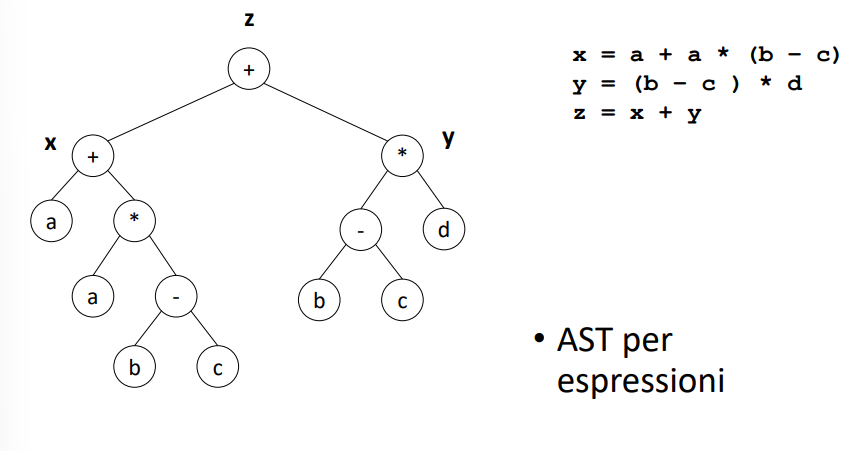 z
+
x = a + a * (b - c)
y = (b - c ) * d
z = x + y
x
+
*
y
a
*
-
d
a
-
b
c
b
c
• AST per
espressioni